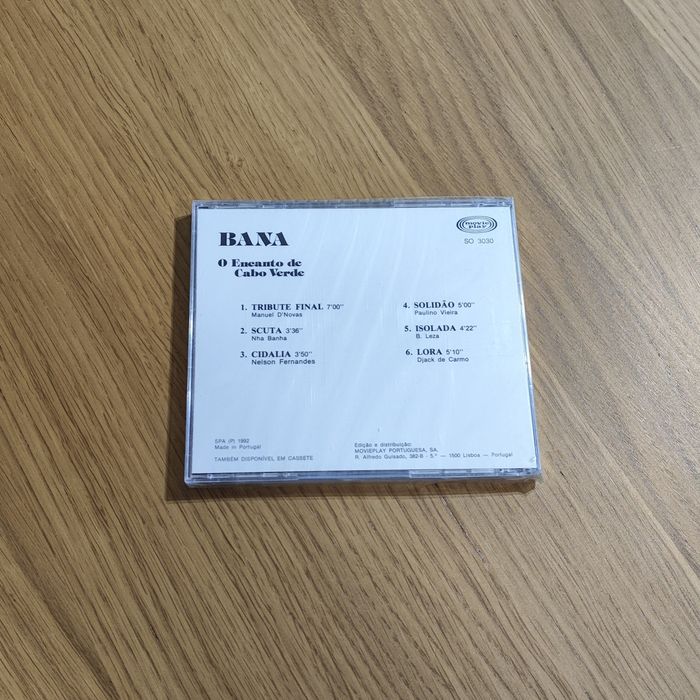 BANA
O Encanto de
Cabo Verde
movie
play
SO 3030
1. TRIBUTE FINAL 7'00"
Manuel D'Novas
2. SCUTA 3'36"
Nha Banha
3. CIDALIA 3'50"
Nelson Fernandes
4. SOLIDÃO 5'00"
Paulino Vieira
5. ISOLADA 4'22"
B. Leza
6. LORA 5'10"
Djack de Carmo
SPA (P) 1992
Made in Portugal
TAMBÉM DISPONÍVEL EM CASSETE
Edição e distribuição:
MOVIEPLAY PORTUGUESA, SA.
R. Alfredo Guisado, 382-B - 5.º — 1500 Lisboa - Portugal